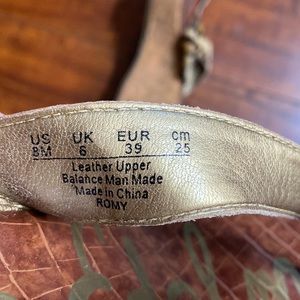 US UK EUR cm
8M 6 39 25
Leather Upper
Balance Man Made
Made in China
ROMY